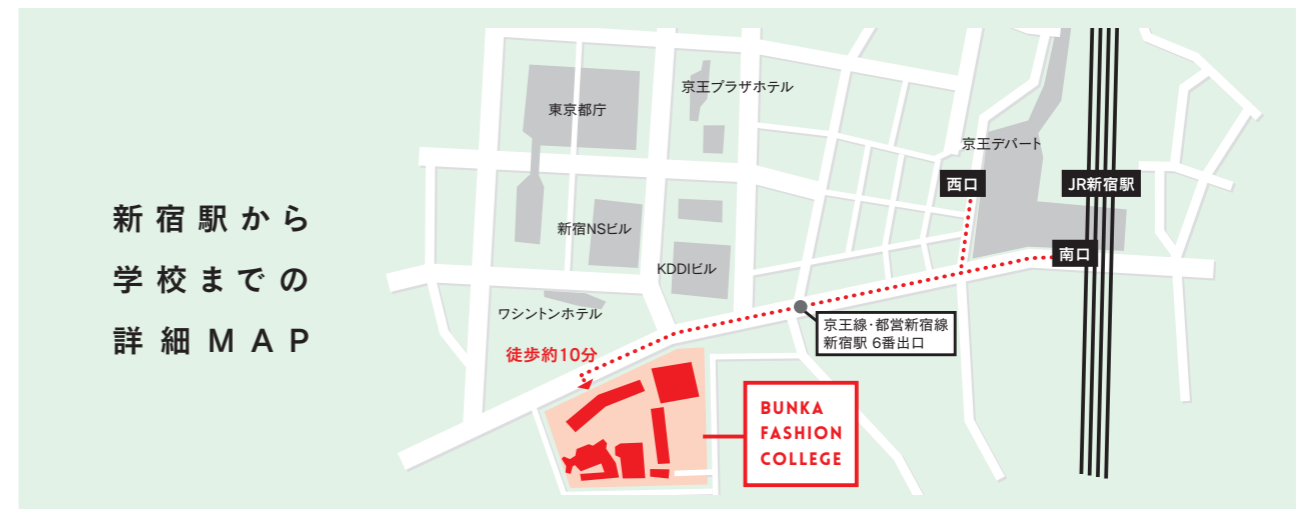 新宿駅から
学校までの
詳細MAP
東京都庁
京王プラザホテル
京王デパート
西口
JR新宿駅
新宿NSビル
KDDIビル
南口
ワシントンホテル
京王線・都営新宿線
新宿駅 6番出口
徒歩約10分
BUNKA
FASHION
COLLEGE